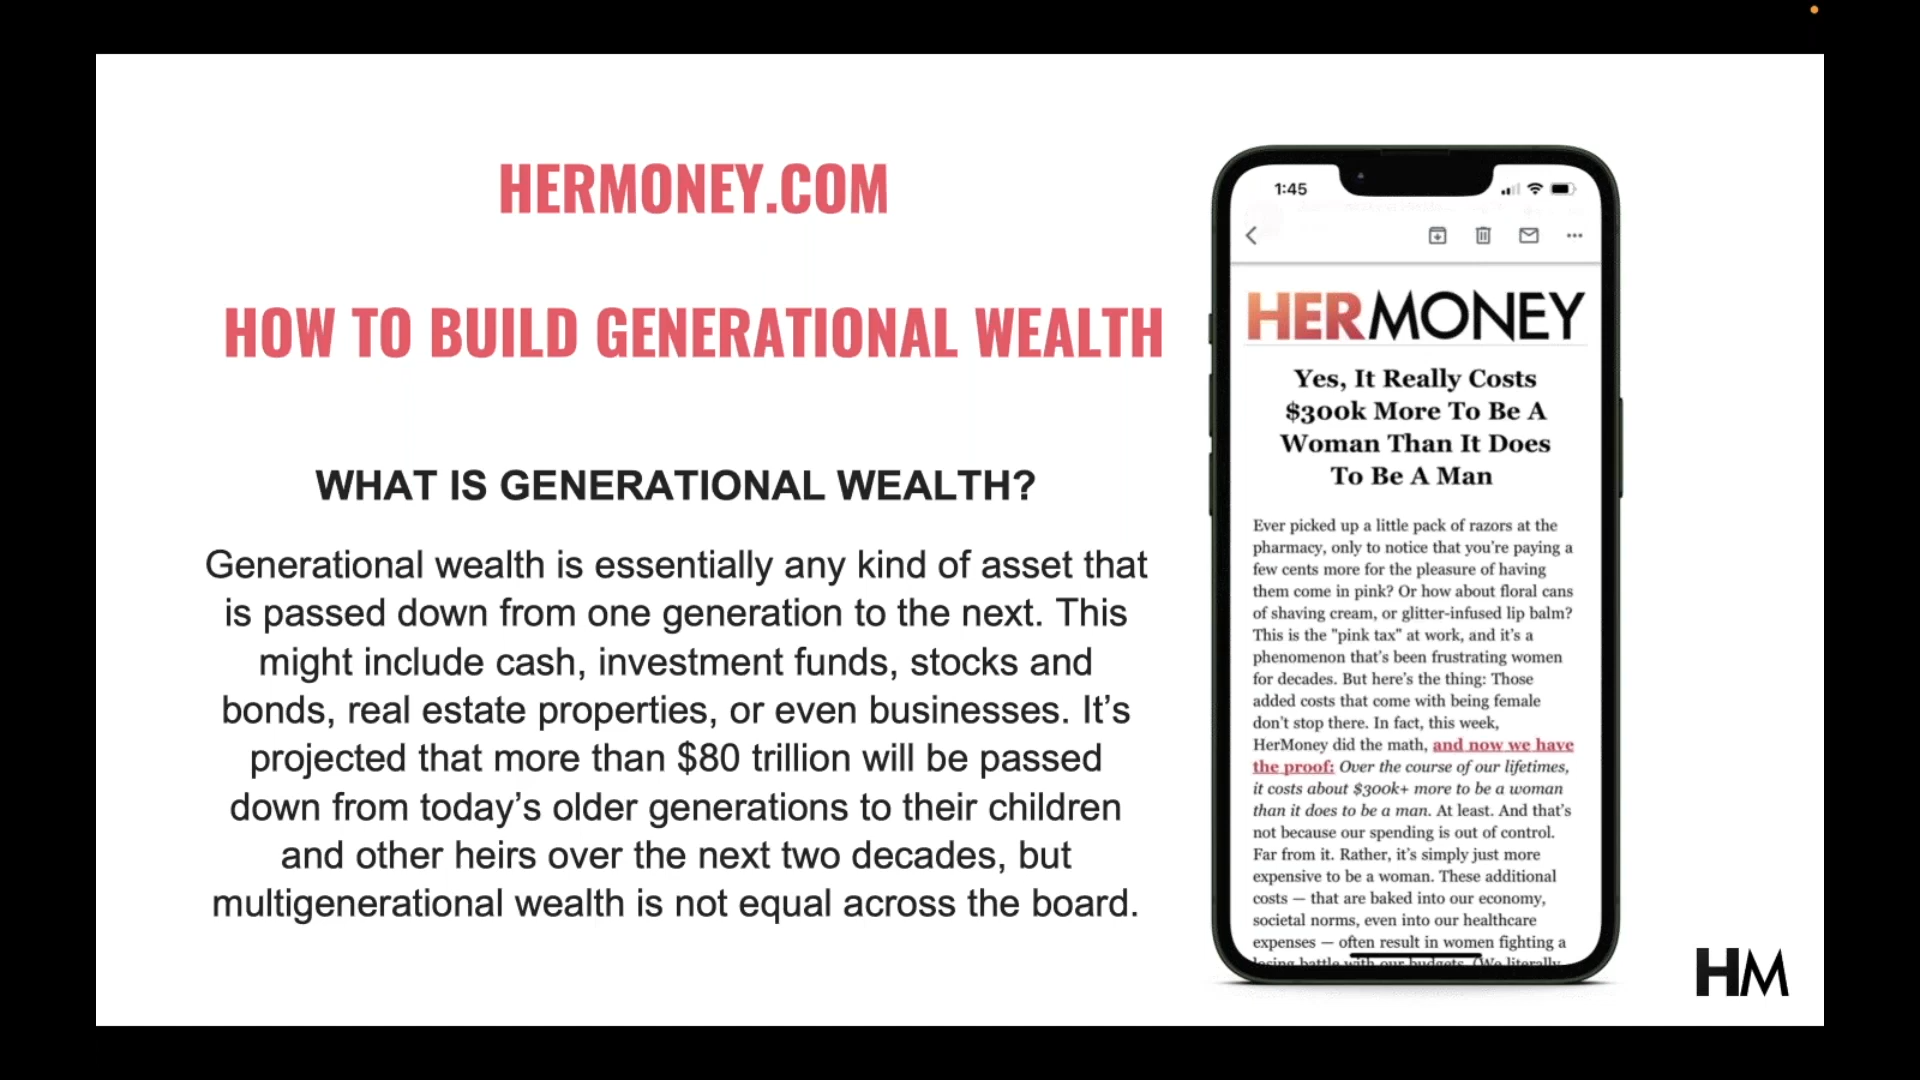 HERMONEY.COM
HOW TO BUILD GENERATIONAL WEALTH
WHAT IS GENERATIONAL WEALTH?
Generational wealth is essentially any kind of asset that
is passed down from one generation to the next. This
might include cash, investment funds, stocks and
bonds, real estate properties, or even businesses. It’s
projected that more than $80 trillion will be passed
down from today’s older generations to their children
and other heirs over the next two decades, but
multigenerational wealth is not equal across the board.
1:45
HERMONEY
Yes, It Really Costs
$300k More To Be A
Woman Than It Does
To Be A Man
Ever picked up a little pack of razors at the
pharmacy, only to notice that you’re paying a
few cents more for the pleasure of having
them come in pink? Or how about floral cans
of shaving cream, or glitter-infused lip balm?
This is the "pink tax" at work, and it’s a
phenomenon that’s been frustrating women
for decades. But here’s the thing: Those
added costs that come with being female
don’t stop there. In fact, this week,
HerMoney did the math, and now we have
the proof: Over the course of our lifetimes,
it costs about $300k+ more to be a woman
than it does to be a man. At least. And that’s
not because our spending is out of control.
Far from it. Rather, it’s simply just more
expensive to be a woman. These additional
costs — that are baked into our economy,
societal norms, even into our healthcare
expenses — often result in women fighting a
losing battle with our budgets. (We literally
HM